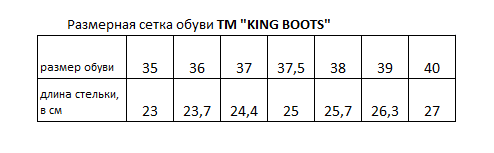 Размерная сетка обуви ТМ "KING BOOTS"
размер обуви 35 36 37 37,5 38 39 40
длина стельки,
в см 23 23,7 24,4 25 25,7 26,3 27